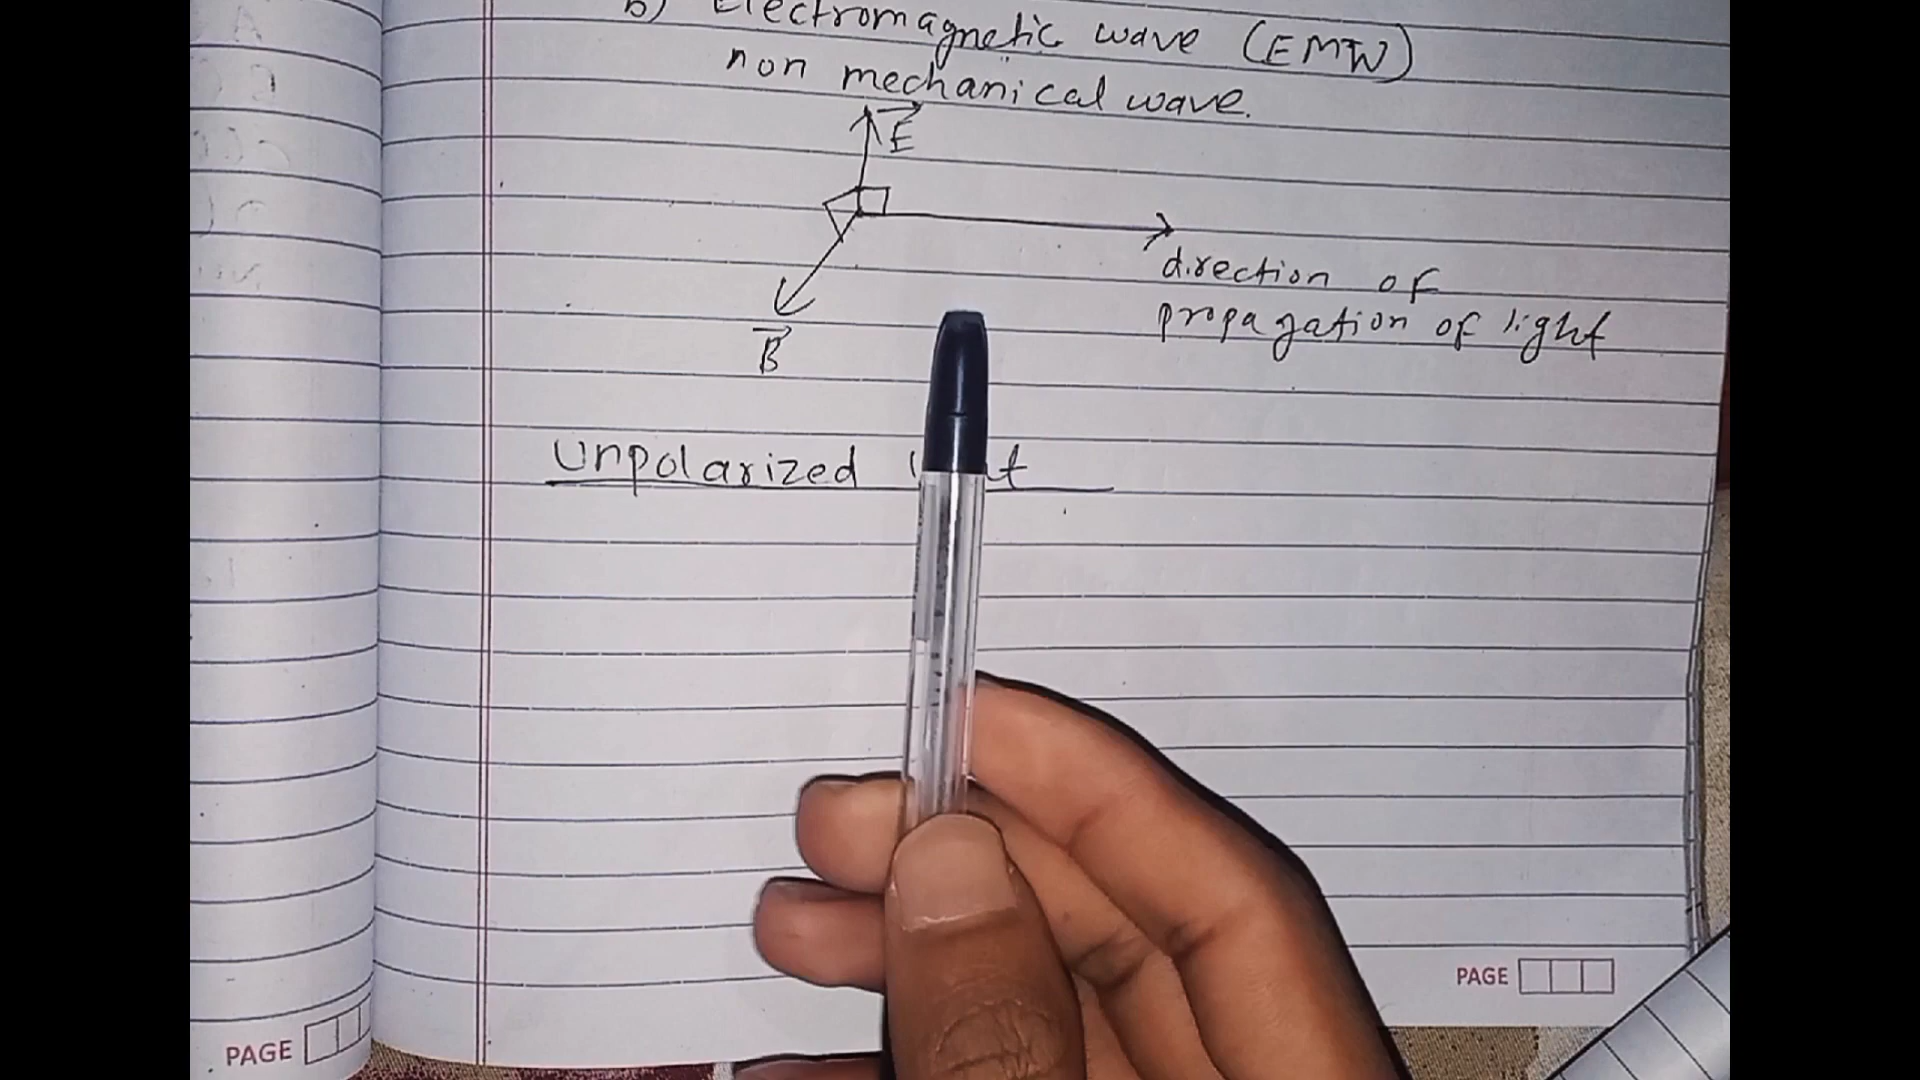 b) Electromagnetic wave (EMW)
non mechanical wave.
E
direction of
propagation of light
B
Unpolarized
PAGE
PAGE